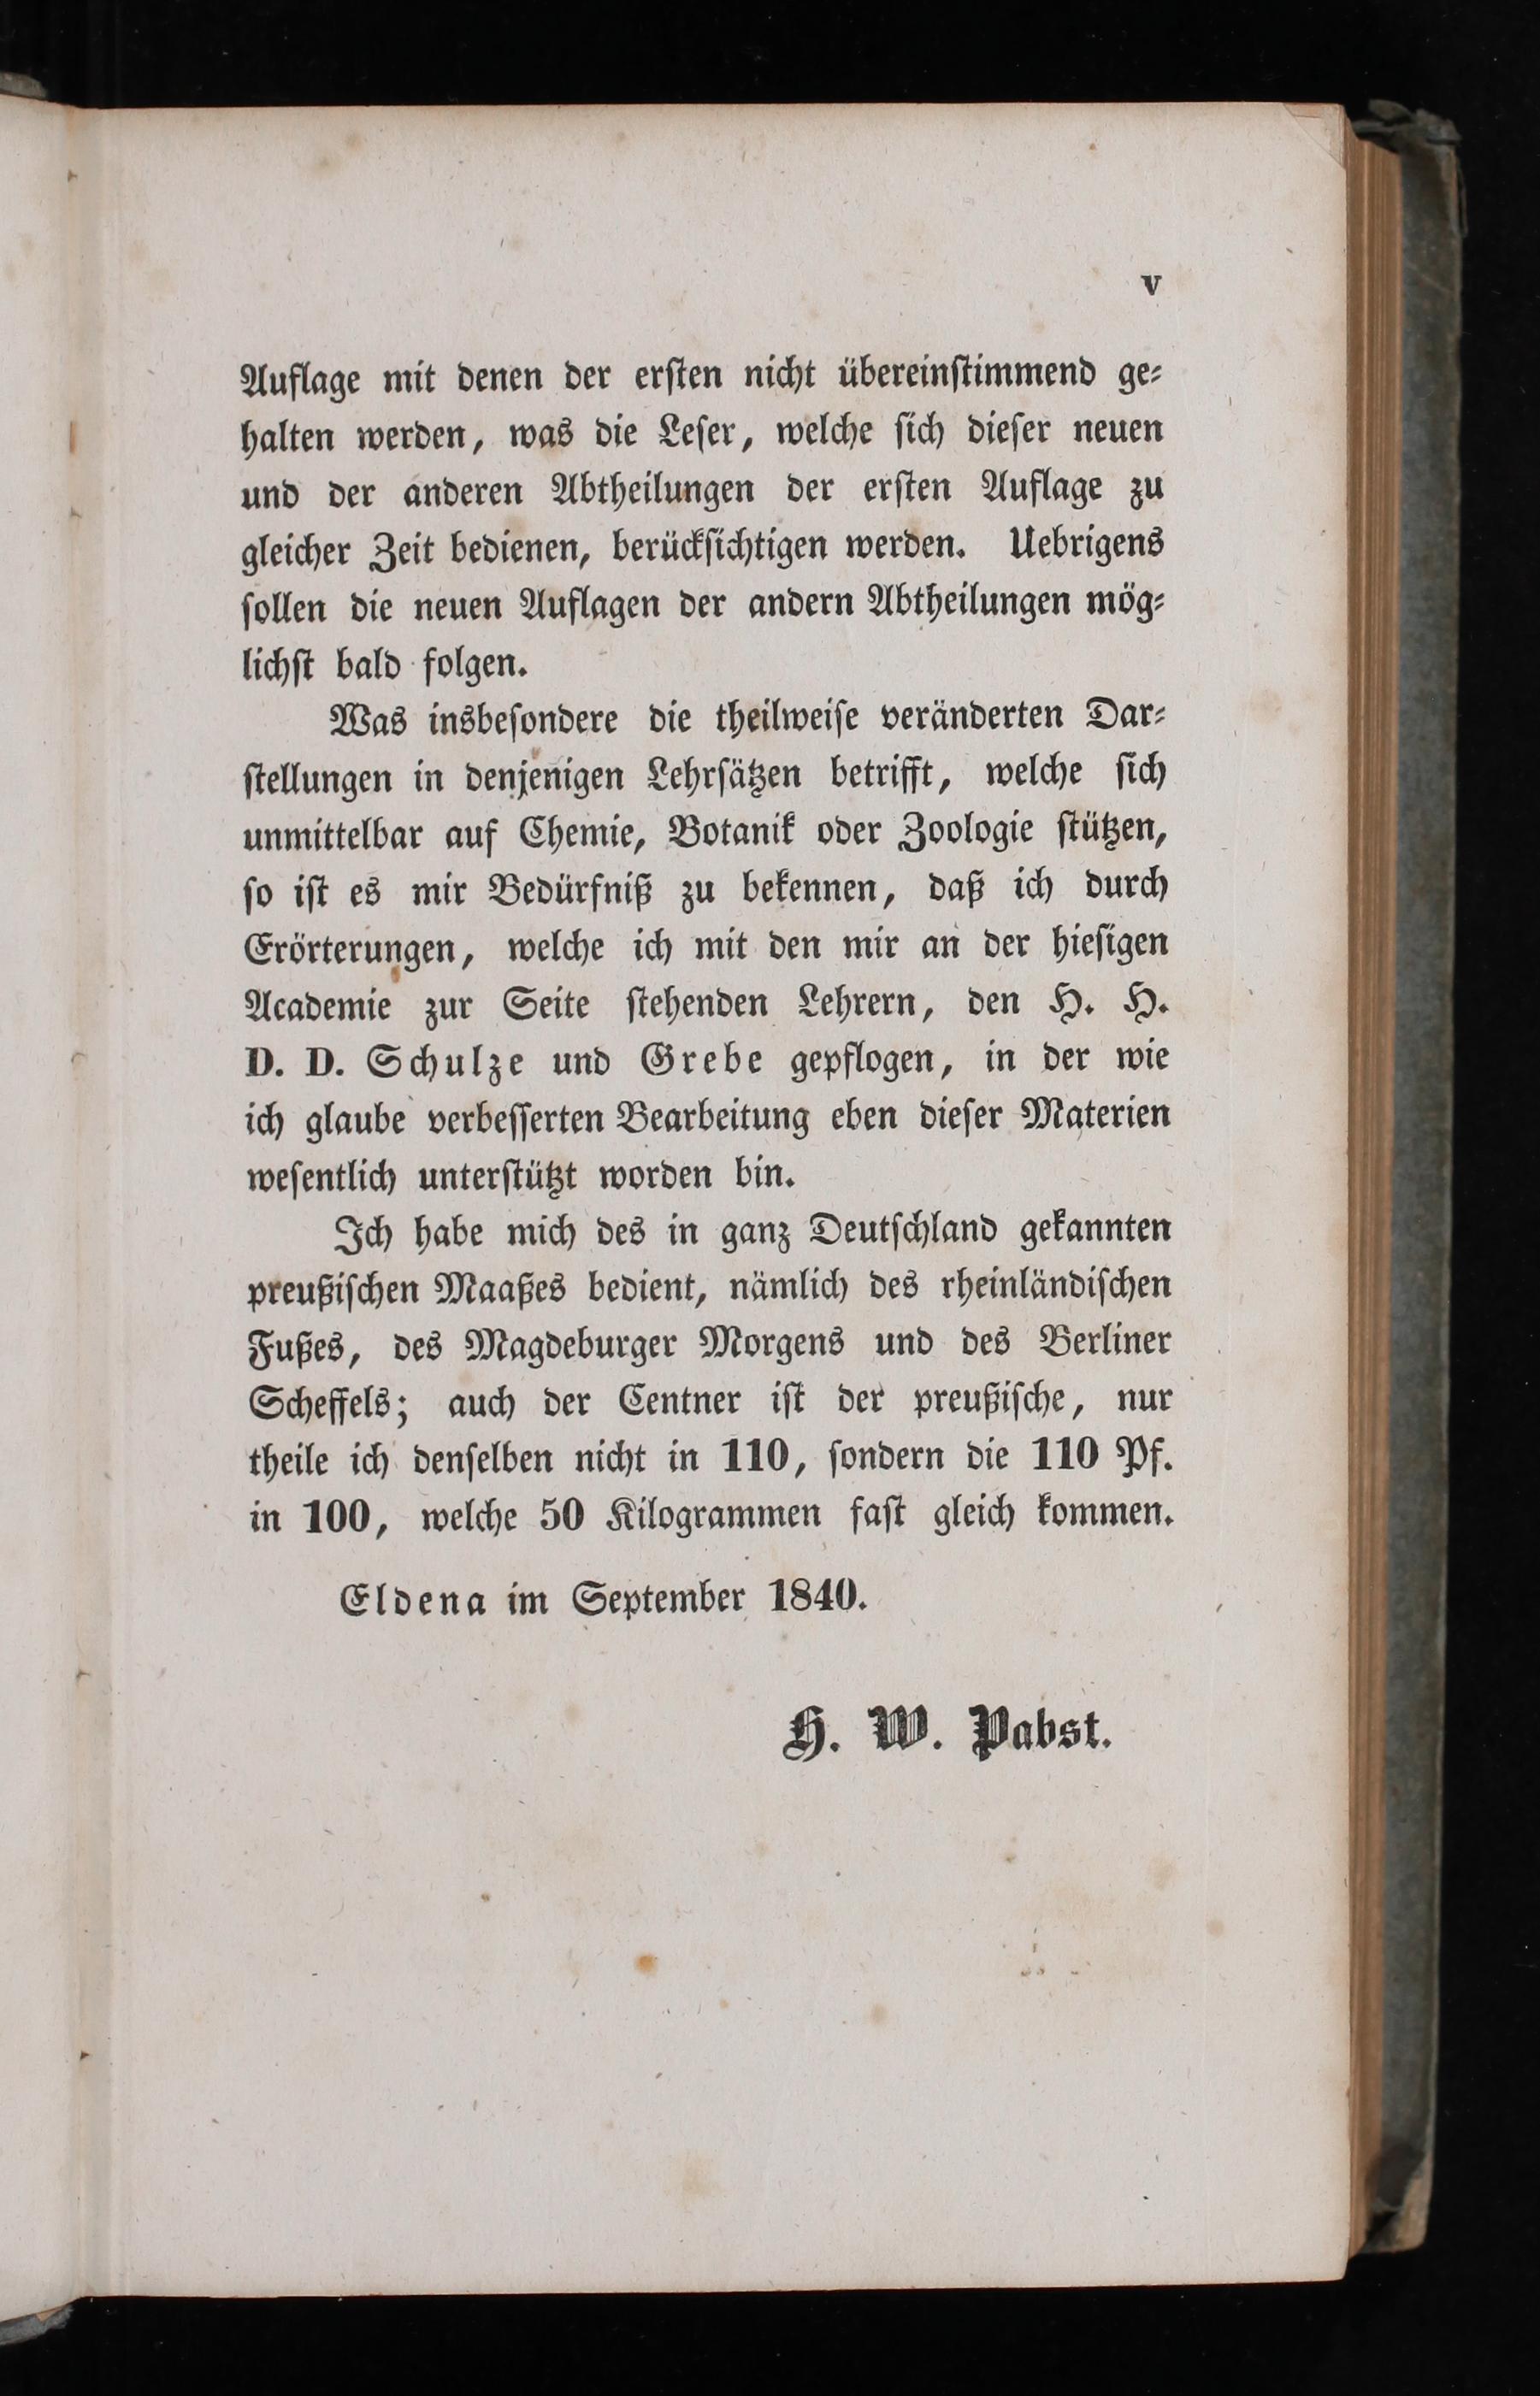 V
Auflage mit denen der erſten nicht übereinſtimmend ge⸗
halten werden, was die Leſer, welche ſich dieſer neuen
und der anderen Abtheilungen der erſten Auflage zu
gleicher Zeit bedienen, berückſichtigen werden. Uebrigens
ſollen die neuen Auflagen der andern Abtheilungen mög⸗
lichſt bald folgen.
Was insbeſondere die theilweiſe veränderten Dar⸗
ſtellungen in denjenigen Lehrſätzen betrifft, welche ſich
unmittelbar auf Chemie, Botanik oder Zoologie ſtützen,
ſo iſt es mir Bedürfniß zu bekennen, daß ich durch
Erörterungen, welche ich mit den mir an der hieſigen
Academie zur Seite ſtehenden Lehrern, den H. H.
D. D. Schulze und Grebe gepflogen, in der wie
ich glaube verbeſſerten Bearbeitung eben dieſer Materien
weſentlich unterſtützt worden bin.
Ich habe mich des in ganz Deutſchland gekannten
preußiſchen Maaßes bedient, nämlich des rheinländiſchen
Fußes, des Magdeburger Morgens und des Berliner
Scheffels; auch der Centner iſt der preußiſche, nur
theile ich denſelben nicht in 110, ſondern die 110 Pf.
in 100, welche 50 Kilogrammen faſt gleich kommen.
Eldena im September 1840.
H. W. Pabst.